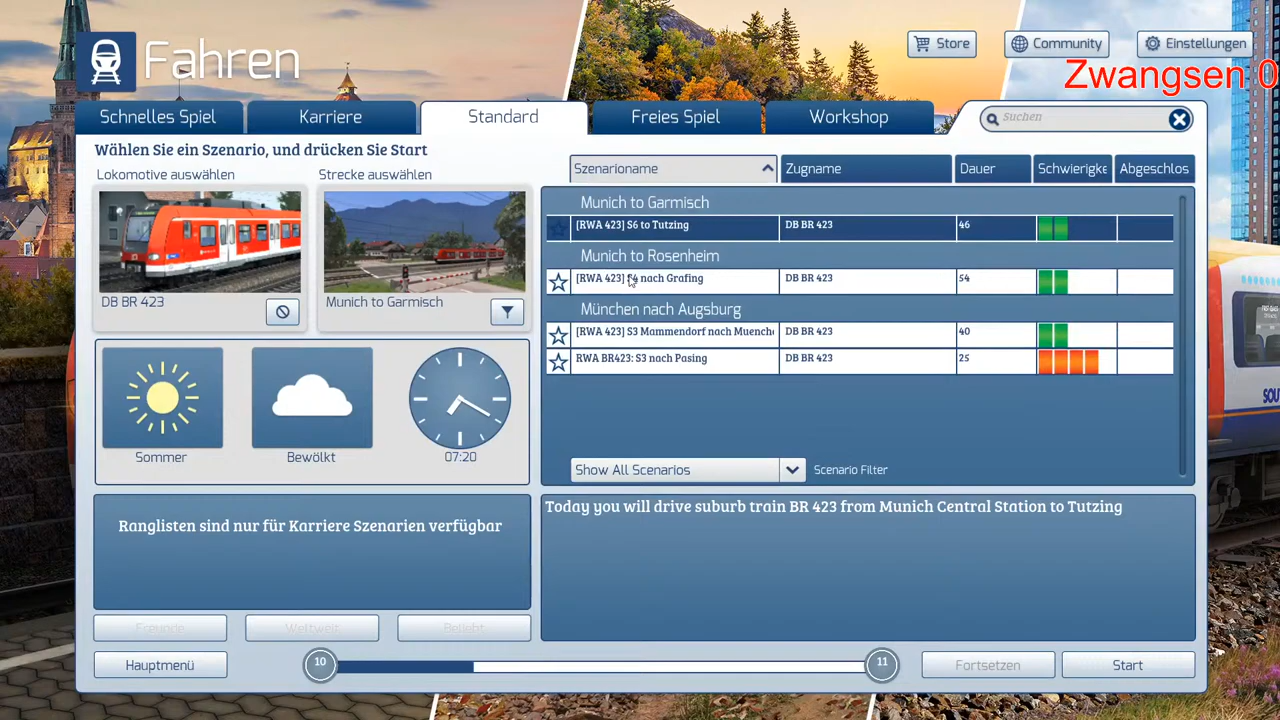 Fahren
Store
Community
Einstellungen
Zwangsen 0
Schnelles Spiel
Karriere
Standard
Freies Spiel
Workshop
Suchen
Wählen Sie ein Szenario, und drücken Sie Start
Lokomotive auswählen
Strecke auswählen
DB BR 423
Munich to Garmisch
Szenarioname
Zugname
Dauer
Schwierigke
Abgeschlos
Munich to Garmisch
[RWA 423] S6 to Tutzing
DB BR 423
46
Munich to Rosenheim
[RWA 423] S4 nach Grafing
DB BR 423
54
München nach Augsburg
[RWA 423] S3 Mammendorf nach Muenche
DB BR 423
40
RWA BR423: S3 nach Pasing
DB BR 423
25
Sommer
Bewölkt
07:20
Show All Scenarios
Scenario Filter
Ranglisten sind nur für Karriere Szenarien verfügbar
Today you will drive suburb train BR 423 from Munich Central Station to Tutzing
Freunde
Weltweit
Beliebt
Hauptmenü
10
11
Fortsetzen
Start